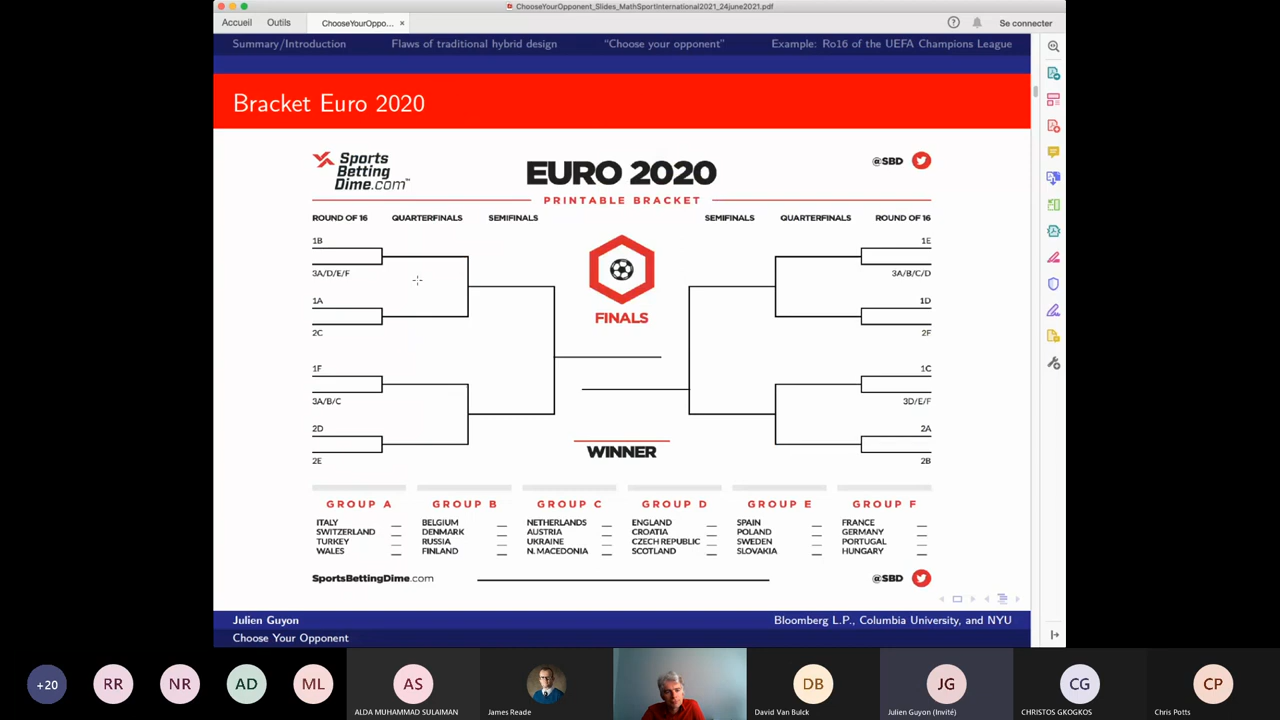 ChooseYourOpponent_Slides_MathSportInternational2021_24june2021.pdf
Accueil Outils ChooseYourOppo... × Se connecter
Summary/Introduction Flaws of traditional hybrid design “Choose your opponent” Example: Ro16 of the UEFA Champions League
Bracket Euro 2020
Sports
Betting
Dime.com™
EURO 2020
@SBD
PRINTABLE BRACKET
ROUND OF 16 QUARTERFINALS SEMIFINALS SEMIFINALS QUARTERFINALS ROUND OF 16
1B 1E
3A/D/E/F 3A/B/C/D
1A 1D
FINALS
2C 2F
1F 1C
3A/B/C 3D/E/F
2D 2A
WINNER
2E 2B
GROUP A GROUP B GROUP C GROUP D GROUP E GROUP F
ITALY BELGIUM NETHERLANDS ENGLAND SPAIN FRANCE
SWITZERLAND DENMARK AUSTRIA CROATIA POLAND GERMANY
TURKEY RUSSIA UKRAINE CZECH REPUBLIC SWEDEN PORTUGAL
WALES FINLAND N. MACEDONIA SCOTLAND SLOVAKIA HUNGARY
SportsBettingDime.com @SBD
Julien Guyon Bloomberg L.P., Columbia University, and NYU
Choose Your Opponent
+20 RR NR AD ML AS DB JG CG CP
ALDA MUHAMMAD SULAIMAN James Reade David Van Bulck Julien Guyon (Invité) CHRISTOS GKOGKOS Chris Potts